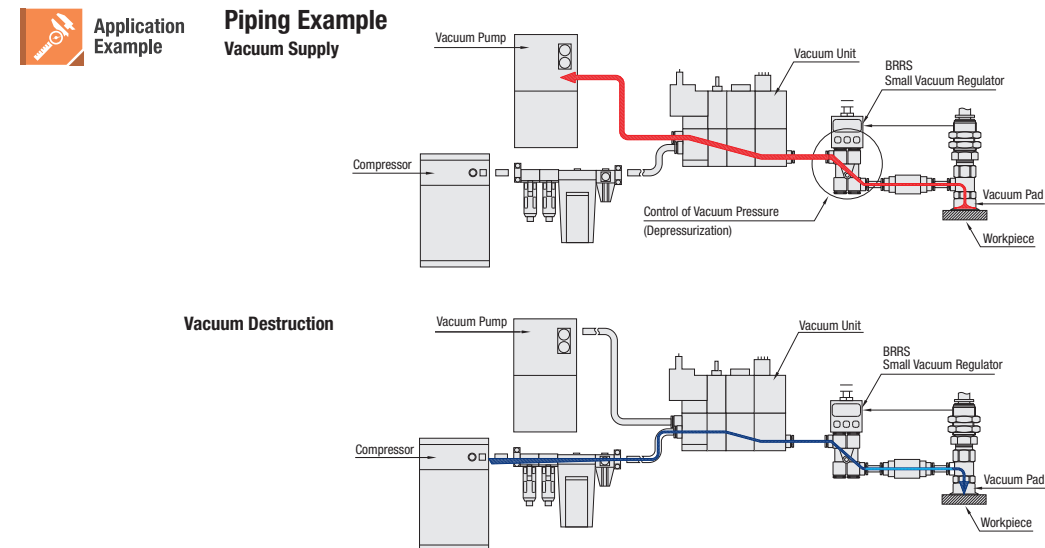 Application
Example
Piping Example
Vacuum Supply
Vacuum Pump
Vacuum Unit
BRRS
Small Vacuum Regulator
Compressor
Control of Vacuum Pressure
(Depressurization)
Vacuum Pad
Workpiece
Vacuum Destruction
Vacuum Pump
Vacuum Unit
BRRS
Small Vacuum Regulator
Compressor
Vacuum Pad
Workpiece